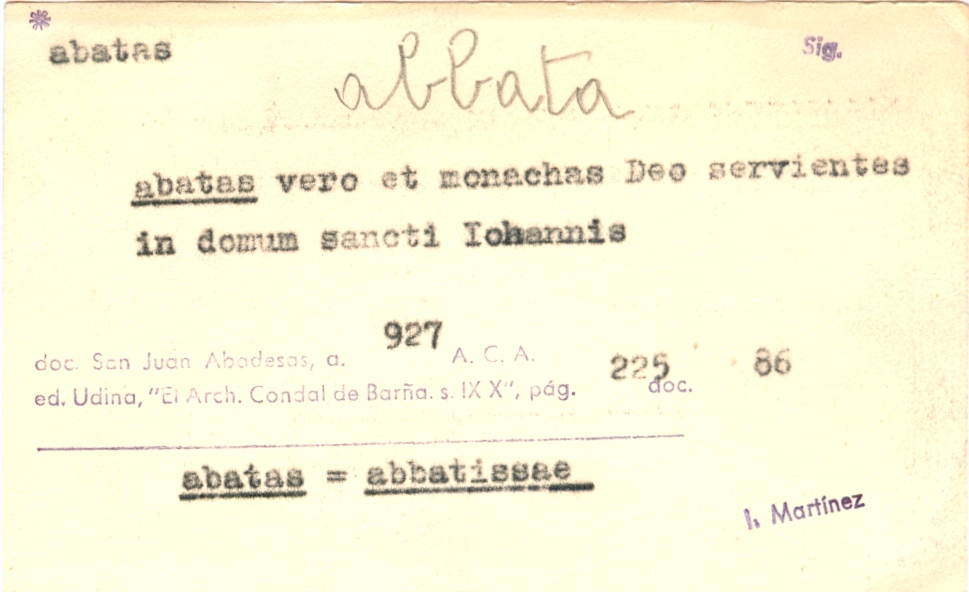 * abatas abbata Sig.
abatas vero et monachas Deo servientes
in domum sancti Iohannis
doc. San Juan Abadesas, a. 927 A. C. A.
ed. Udina, "El Arch. Condal de Barña. s. IX X", pág. 225 doc. 86
abatas = abbatissae
I. Martínez